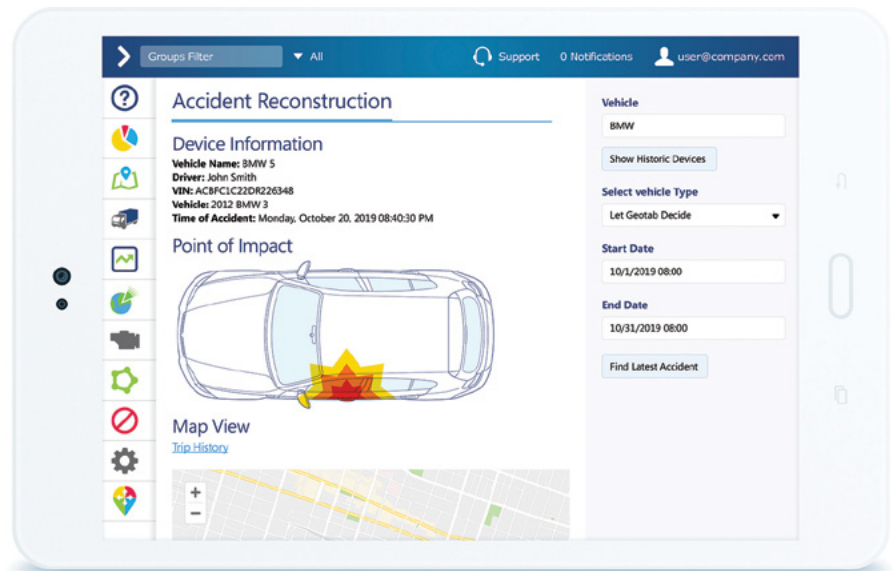 Groups Filter
All
Support
0 Notifications
user@company.com
Accident Reconstruction
Device Information
Vehicle Name: BMW 5
Driver: John Smith
VIN: ACBFC1C22DR226348
Vehicle: 2012 BMW 3
Time of Accident: Monday, October 20, 2019 08:40:30 PM
Point of Impact
Map View
Trip History
+
−
Vehicle
BMW
Show Historic Devices
Select vehicle Type
Let Geotab Decide
Start Date
10/1/2019 08:00
End Date
10/31/2019 08:00
Find Latest Accident